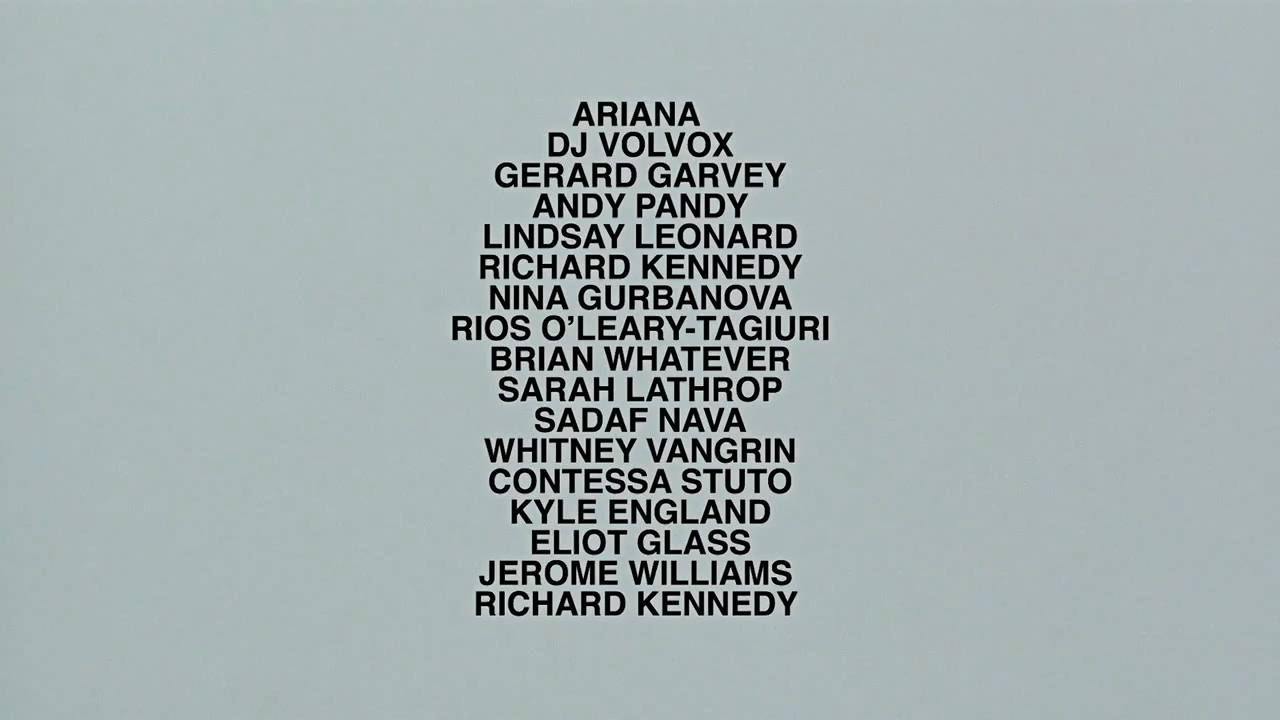 ARIANA
DJ VOLVOX
GERARD GARVEY
ANDY PANDY
LINDSAY LEONARD
RICHARD KENNEDY
NINA GURBANOVA
RIOS O’LEARY-TAGIURI
BRIAN WHATEVER
SARAH LATHROP
SADAF NAVA
WHITNEY VANGRIN
CONTESSA STUTO
KYLE ENGLAND
ELIOT GLASS
JEROME WILLIAMS
RICHARD KENNEDY